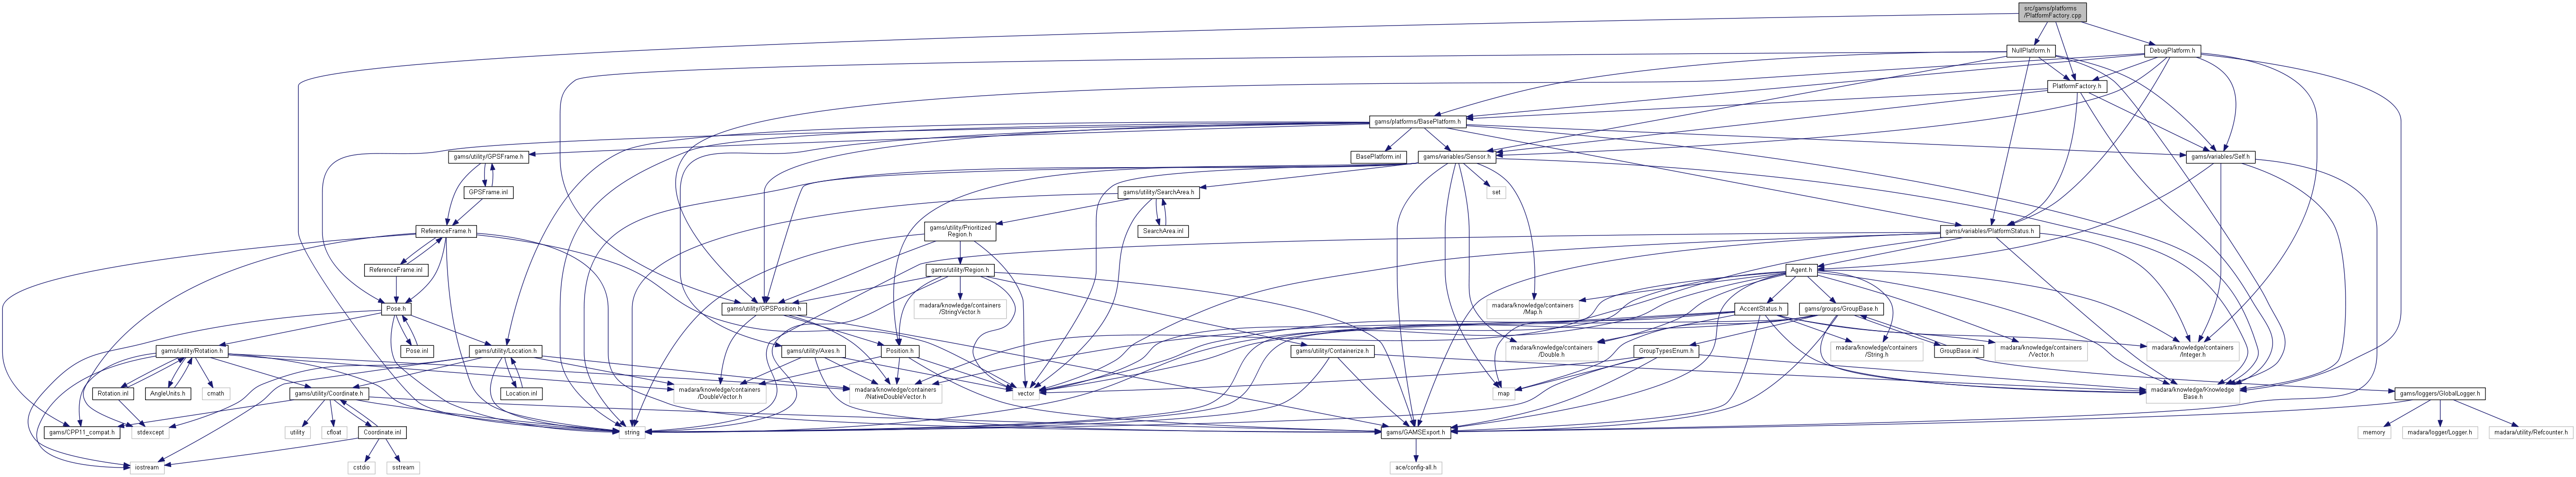 src/gams/platforms
/PlatformFactory.cpp
NullPlatform.h
DebugPlatform.h
PlatformFactory.h
gams/platforms/BasePlatform.h
gams/utility/GPSFrame.h
BasePlatform.inl
gams/variables/Sensor.h
gams/variables/Self.h
GPSFrame.inl
gams/utility/SearchArea.h
set
ReferenceFrame.h
gams/utility/Prioritized
Region.h
SearchArea.inl
gams/variables/PlatformStatus.h
ReferenceFrame.inl
gams/utility/Region.h
Agent.h
Pose.h
gams/utility/GPSPosition.h
madara/knowledge/containers
/StringVector.h
madara/knowledge/containers
/Map.h
AccentStatus.h
gams/groups/GroupBase.h
gams/utility/Rotation.h
Pose.inl
gams/utility/Location.h
gams/utility/Axes.h
Position.h
gams/utility/Containerize.h
madara/knowledge/containers
/Double.h
GroupTypesEnum.h
madara/knowledge/containers
/String.h
GroupBase.inl
madara/knowledge/containers
/Vector.h
madara/knowledge/containers
/Integer.h
Rotation.inl
AngleUnits.h
cmath
gams/utility/Coordinate.h
Location.inl
madara/knowledge/containers
/DoubleVector.h
madara/knowledge/containers
/NativeDoubleVector.h
vector
map
madara/knowledge/Knowledge
Base.h
gams/loggers/GlobalLogger.h
gams/CPP11_compat.h
stdexcept
utility
cfloat
Coordinate.inl
string
gams/GAMSExport.h
memory
madara/logger/Logger.h
madara/utility/Refcounter.h
iostream
cstdio
sstream
ace/config-all.h